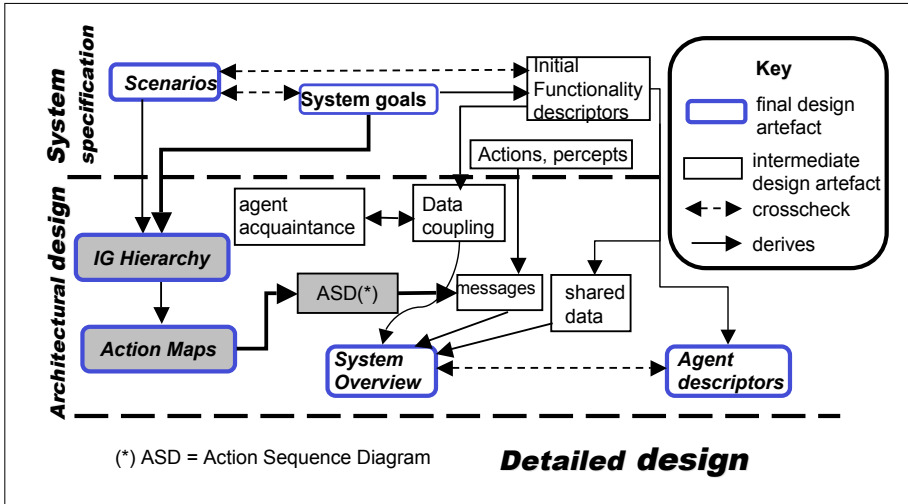 System
specification
Scenarios
System goals
Initial
Functionality
descriptors
Actions, percepts
Key
final design
artefact
intermediate
design artefact
crosscheck
derives
Architectural design
agent
acquaintance
Data
coupling
IG Hierarchy
ASD(*)
messages
shared
data
Action Maps
System
Overview
Agent
descriptors
(*) ASD = Action Sequence Diagram
Detailed design